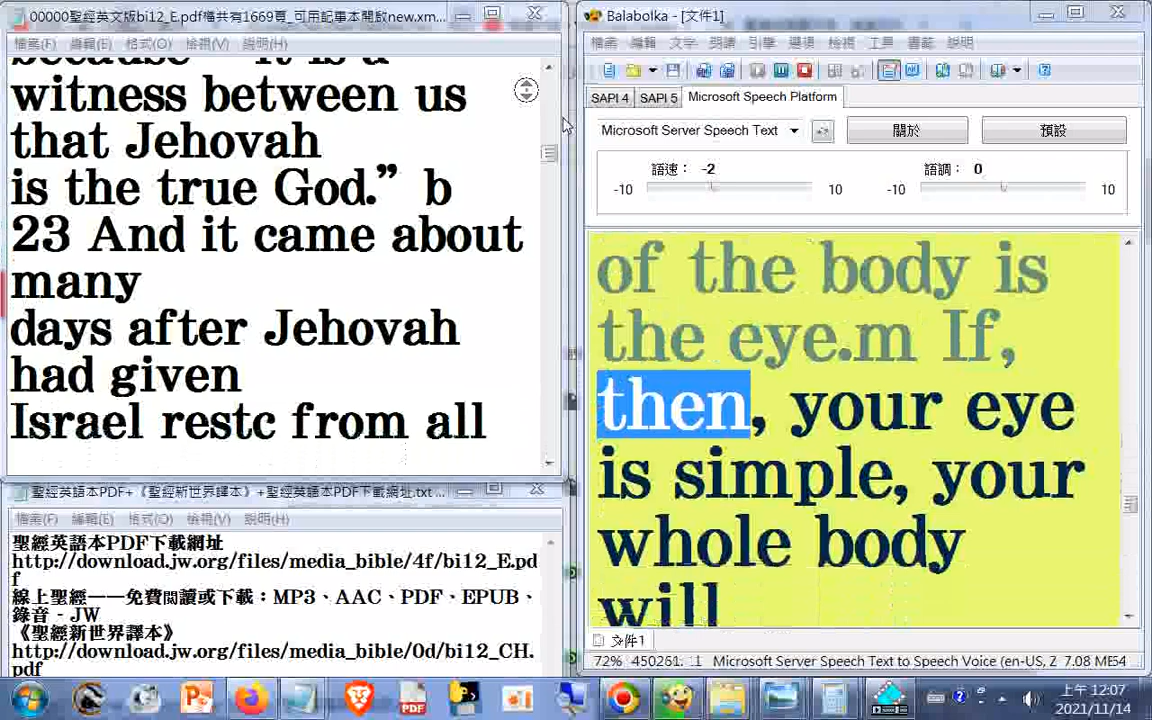 00000聖經英文版bi12_E.pdf檔共有1669頁_可用記事本開啟new.xm...
檔案(F) 編輯(E) 格式(O) 檢視(V) 說明(H)
because “ It is a
witness between us
that Jehovah
is the true God.” b
23 And it came about
many
days after Jehovah
had given
Israel restc from all
聖經英語本PDF+《聖經新世界譯本》+聖經英語本PDF下載網址.txt ...
檔案(F) 編輯(E) 格式(O) 檢視(V) 說明(H)
聖經英語本PDF下載網址
http://download.jw.org/files/media_bible/4f/bi12_E.pd
f
線上聖經——免費閱讀或下載：MP3、AAC、PDF、EPUB、
錄音 - JW
《聖經新世界譯本》
http://download.jw.org/files/media_bible/0d/bi12_CH.
pdf
Balabolka - [文件1]
檔案 編輯 文字 朗讀 引擎 選項 檢視 工具 書籤 說明
SAPI 4 SAPI 5 Microsoft Speech Platform
Microsoft Server Speech Text 關於 預設
語速： -2 語調： 0
-10 10 -10 10
of the body is
the eye.m If,
then, your eye
is simple, your
whole body
will
文件1
72% 450261: 1 Microsoft Server Speech Text to Speech Voice (en-US, Z 7.08 ME54
上午 12:07
2021/11/14